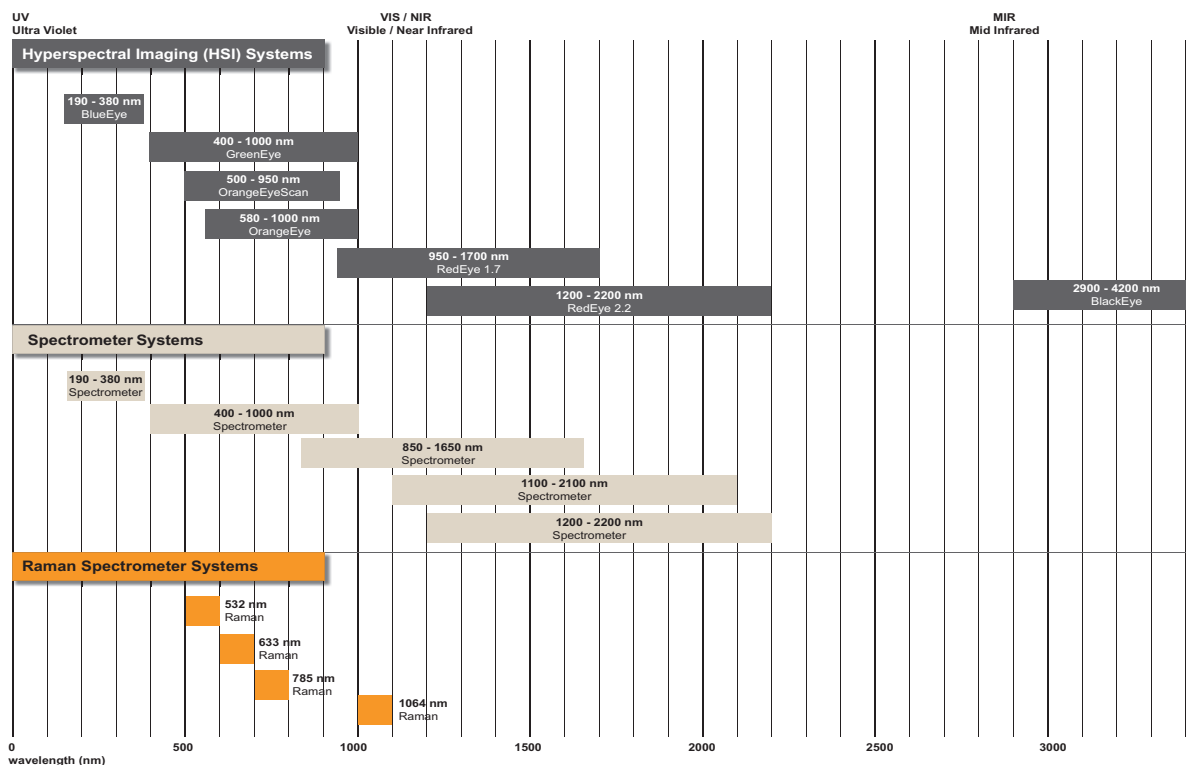 UV
Ultra Violet
VIS / NIR
Visible / Near Infrared
MIR
Mid Infrared
Hyperspectral Imaging (HSI) Systems
190 - 380 nm
BlueEye
400 - 1000 nm
GreenEye
500 - 950 nm
OrangeEyeScan
580 - 1000 nm
OrangeEye
950 - 1700 nm
RedEye 1.7
1200 - 2200 nm
RedEye 2.2
2900 - 4200 nm
BlackEye
Spectrometer Systems
190 - 380 nm
Spectrometer
400 - 1000 nm
Spectrometer
850 - 1650 nm
Spectrometer
1100 - 2100 nm
Spectrometer
1200 - 2200 nm
Spectrometer
Raman Spectrometer Systems
532 nm
Raman
633 nm
Raman
785 nm
Raman
1064 nm
Raman
0 500 1000 1500 2000 2500 3000
wavelength (nm)